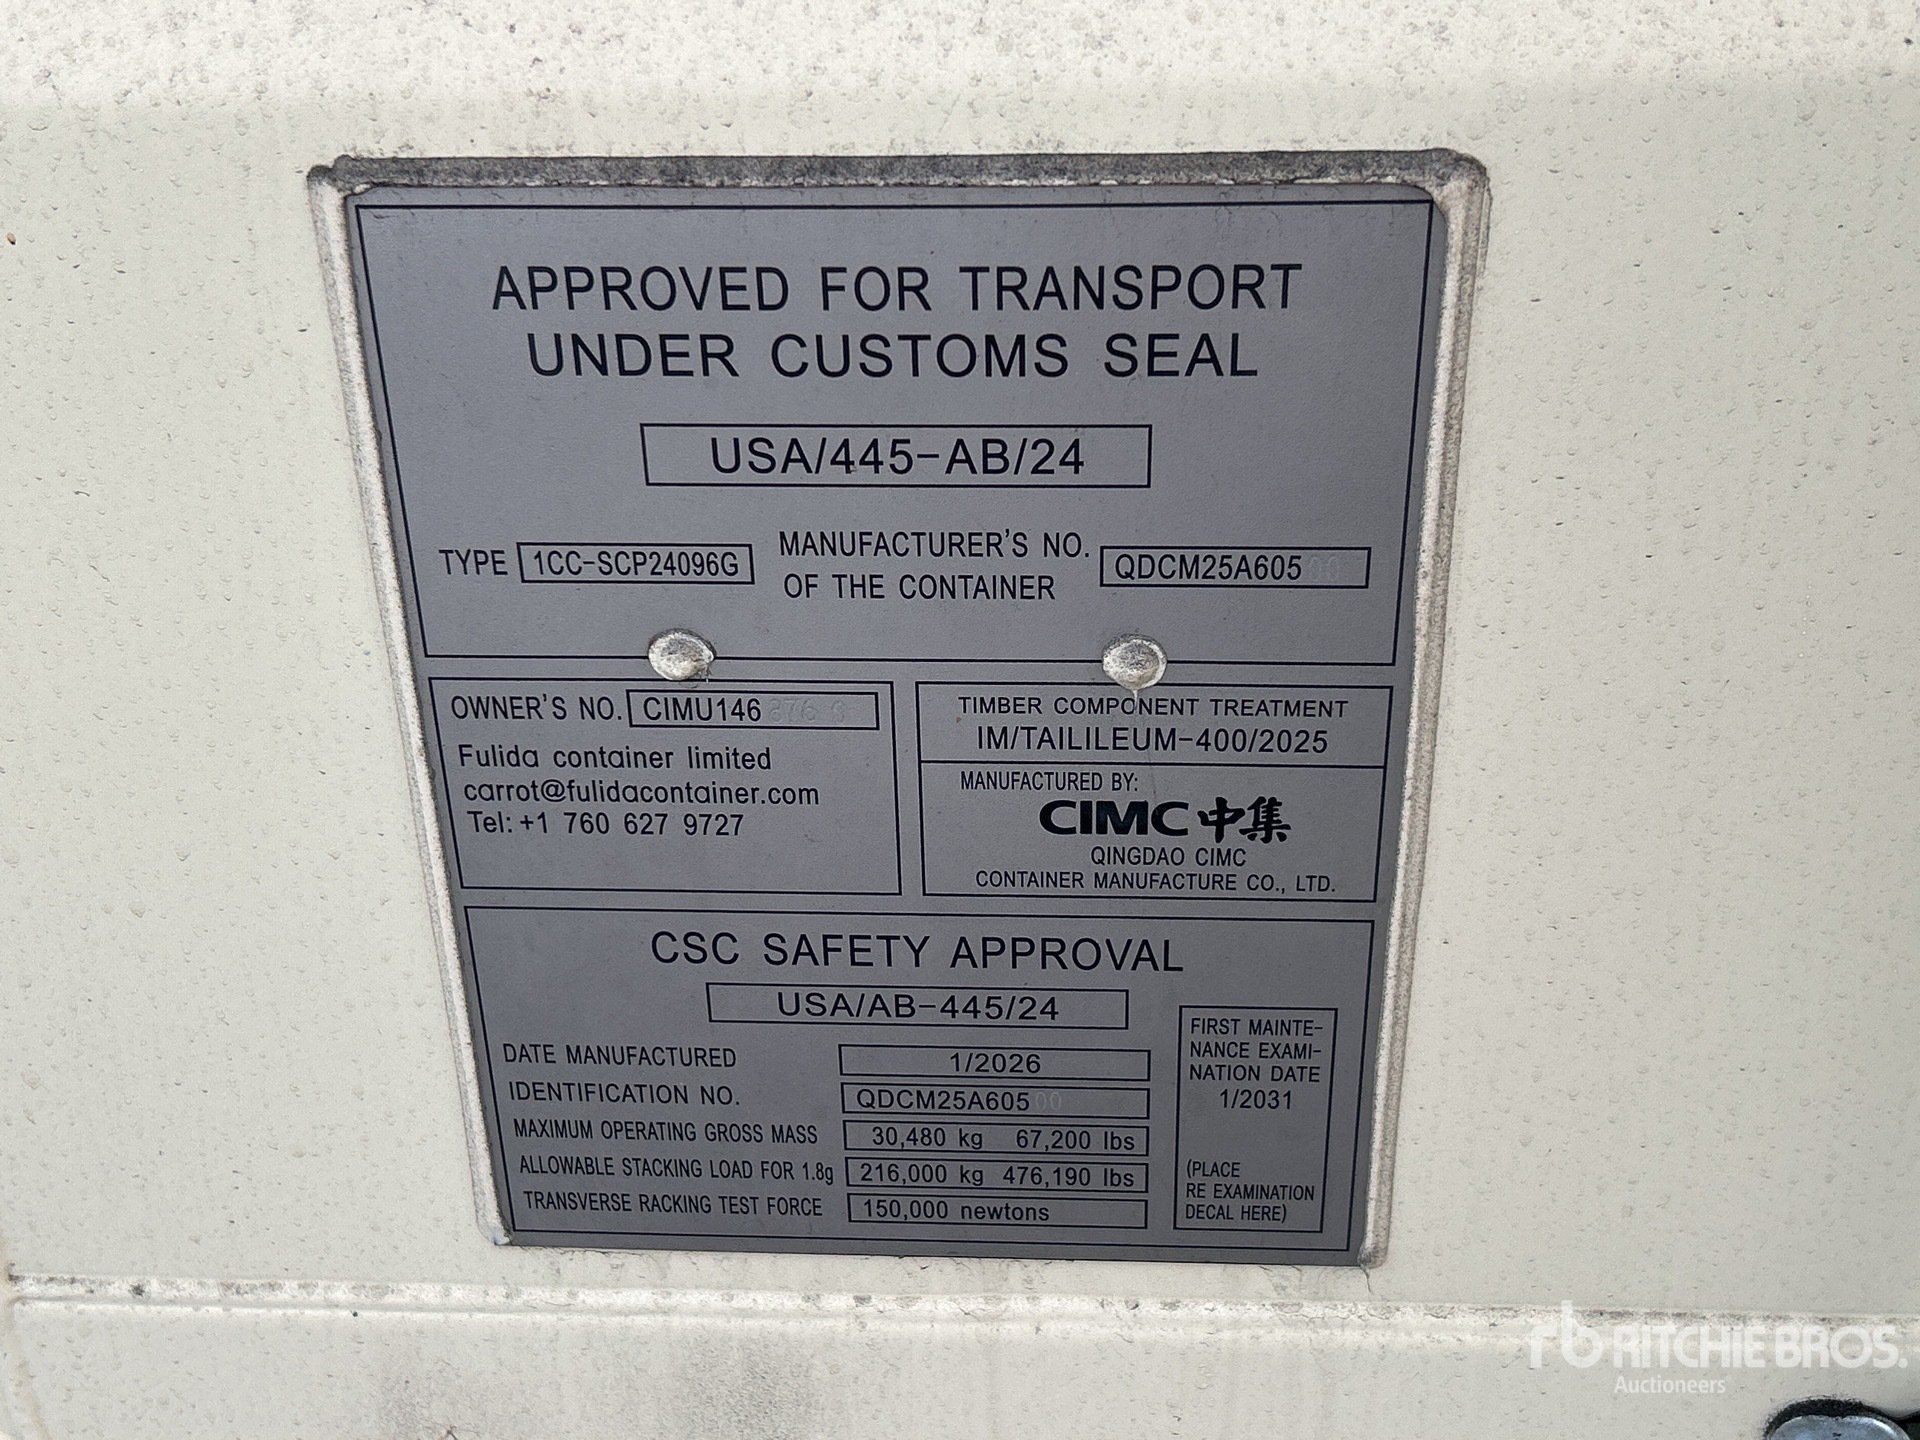 APPROVED FOR TRANSPORT
UNDER CUSTOMS SEAL
USA/445-AB/24
TYPE 1CC-SCP24096G
MANUFACTURER'S NO.
OF THE CONTAINER
QDCM25A605
OWNER'S NO. CIMU146
Fulida container limited
carrot@fulidacontainer.com
Tel: +1 760 627 9727
TIMBER COMPONENT TREATMENT
IM/TAILILEUM-400/2025
MANUFACTURED BY:
CIMC 中集
QINGDAO CIMC
CONTAINER MANUFACTURE CO., LTD.
CSC SAFETY APPROVAL
USA/AB-445/24
DATE MANUFACTURED 1/2026
IDENTIFICATION NO. QDCM25A605
MAXIMUM OPERATING GROSS MASS 30,480 kg 67,200 lbs
ALLOWABLE STACKING LOAD FOR 1.8g 216,000 kg 476,190 lbs
TRANSVERSE RACKING TEST FORCE 150,000 newtons
FIRST MAINTE-
NANCE EXAMI-
NATION DATE
1/2031
(PLACE
RE EXAMINATION
DECAL HERE)
rb RITCHIE BROS.
Auctioneers